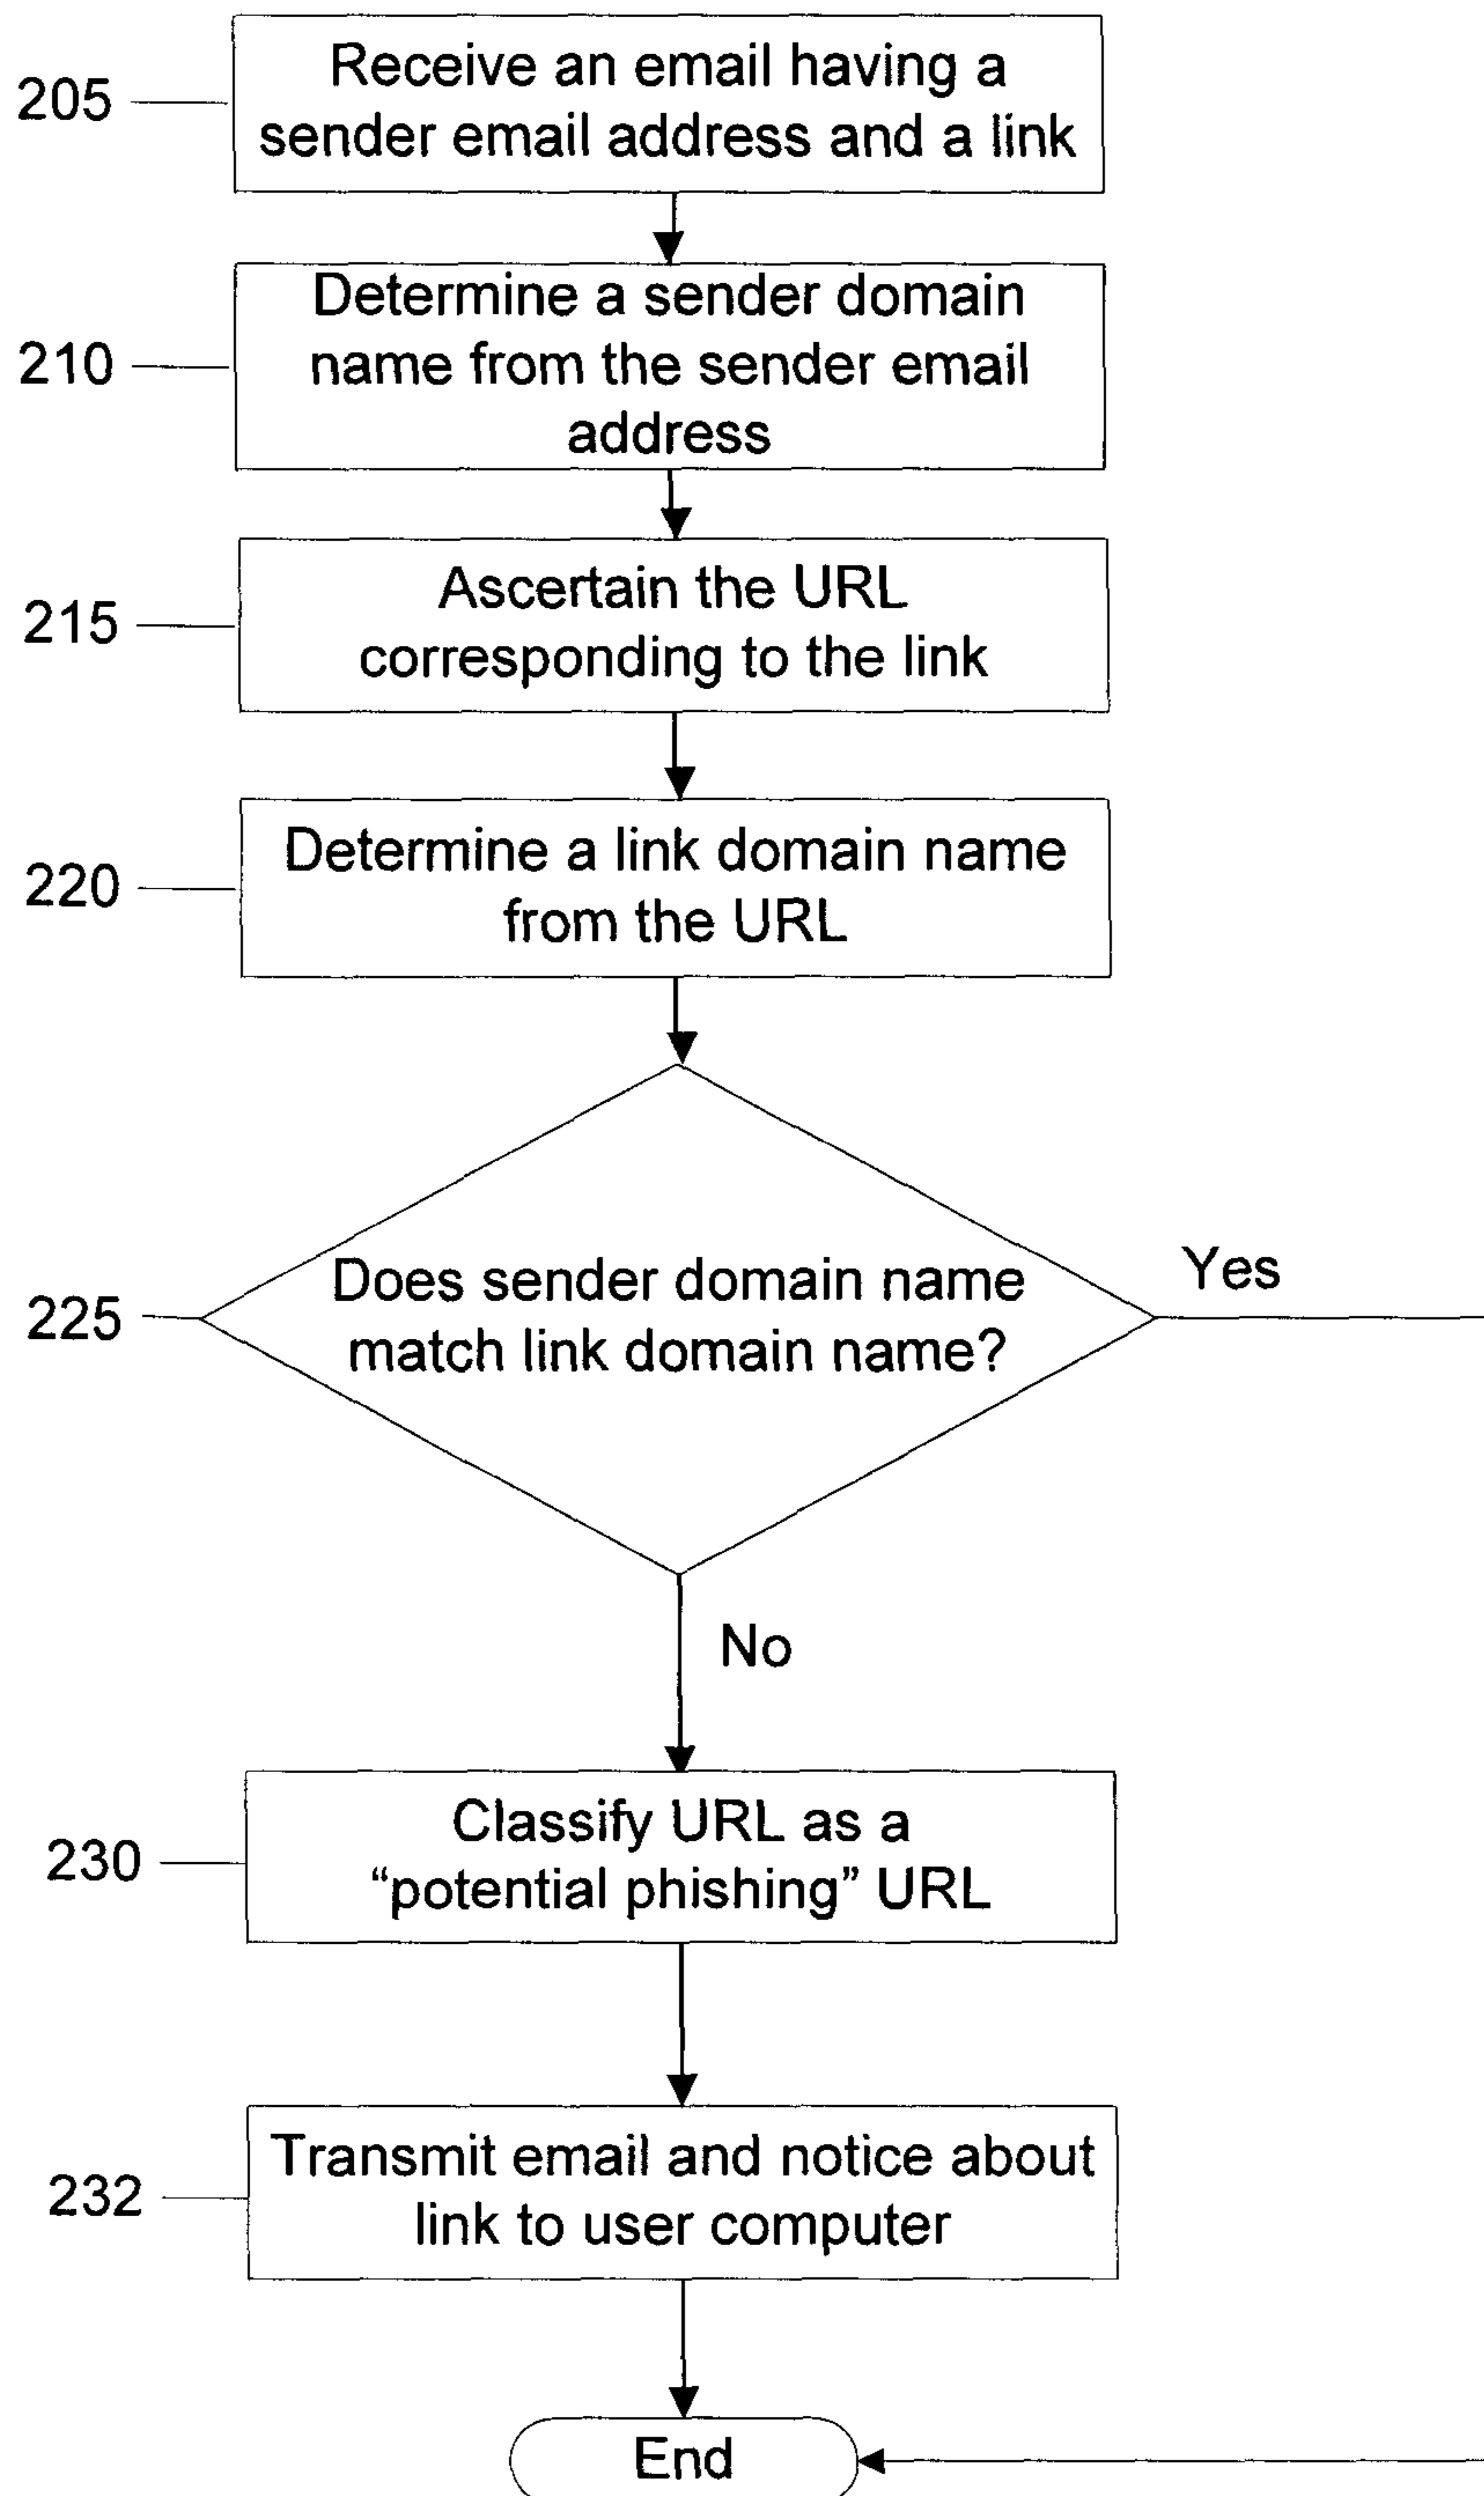 205
Receive an email having a
sender email address and a link
210
Determine a sender domain
name from the sender email
address
215
Ascertain the URL
corresponding to the link
220
Determine a link domain name
from the URL
225
Does sender domain name
match link domain name?
Yes
No
230
Classify URL as a
“potential phishing” URL
232
Transmit email and notice about
link to user computer
End